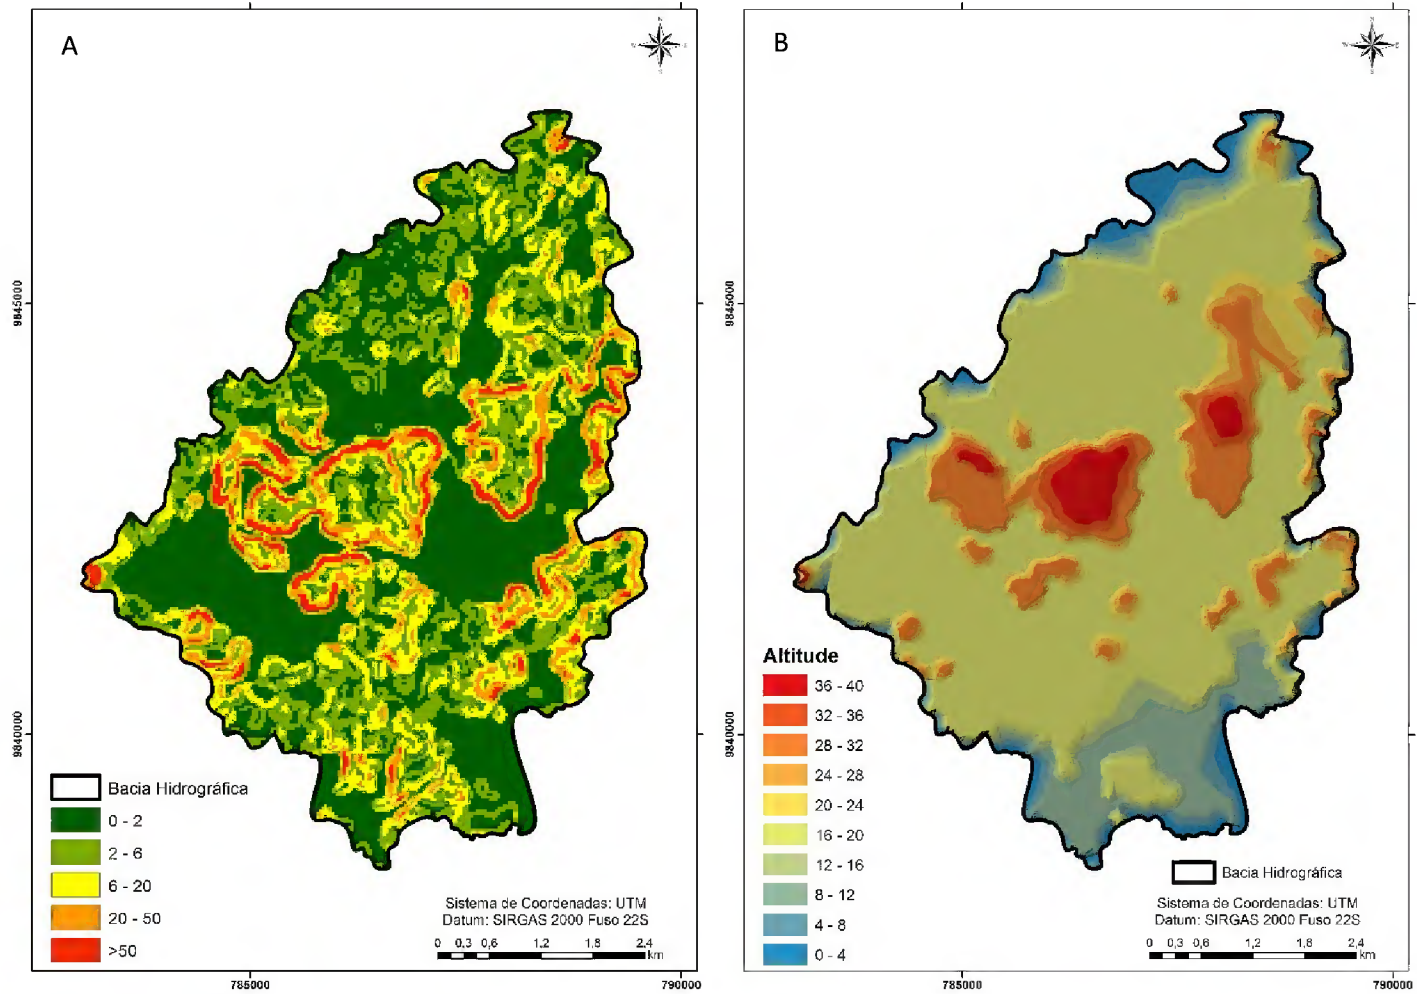 A
9845000
9840000
Bacia Hidrográfica
0 - 2
2 - 6
6 - 20
20 - 50
>50
Sistema de Coordenadas: UTM
Datum: SIRGAS 2000 Fuso 22S
0 0,3 0,6 1,2 1,8 2,4
km
785000
790000
B
9845000
9840000
Altitude
36 - 40
32 - 36
28 - 32
24 - 28
20 - 24
16 - 20
12 - 16
8 - 12
4 - 8
0 - 4
Bacia Hidrográfica
Sistema de Coordenadas: UTM
Datum: SIRGAS 2000 Fuso 22S
0 0,3 0,6 1,2 1,8 2,4
km
785000
790000